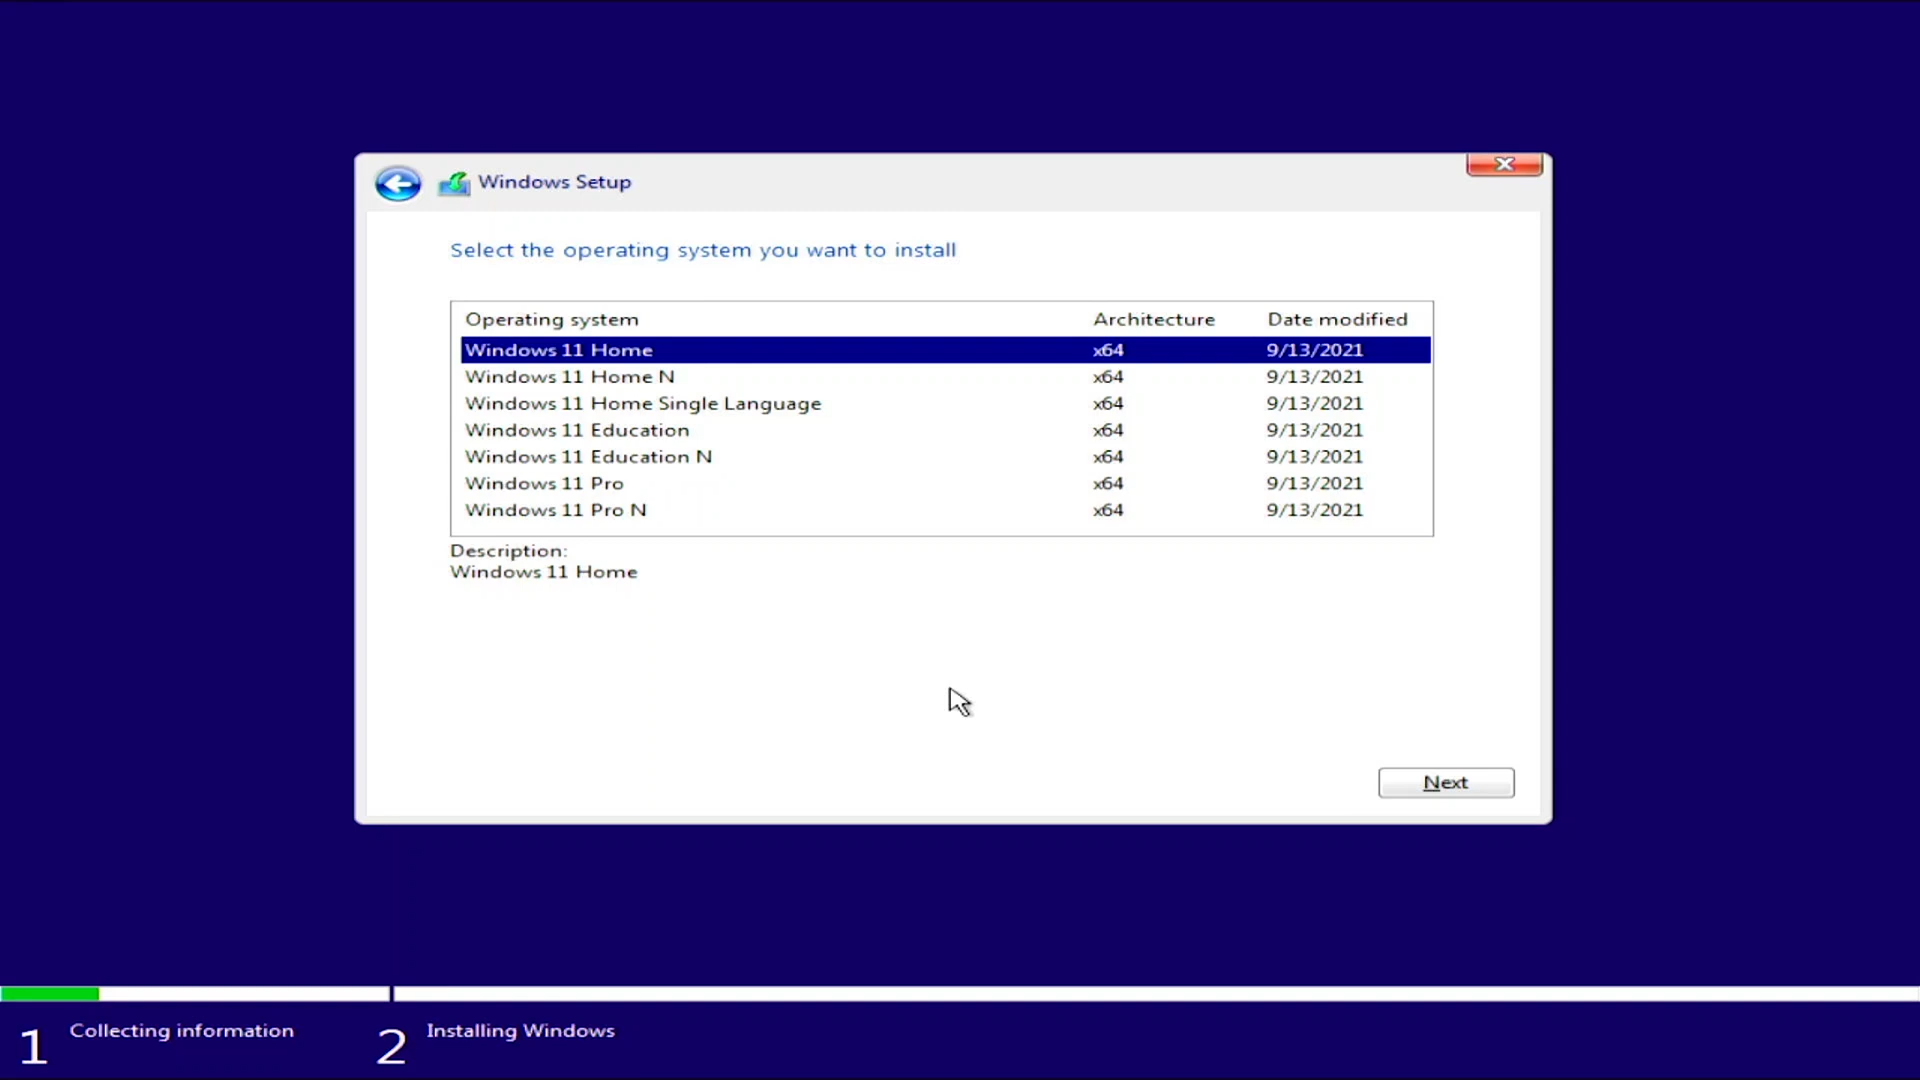 Windows Setup
Select the operating system you want to install
Operating system Architecture Date modified
Windows 11 Home x64 9/13/2021
Windows 11 Home N x64 9/13/2021
Windows 11 Home Single Language x64 9/13/2021
Windows 11 Education x64 9/13/2021
Windows 11 Education N x64 9/13/2021
Windows 11 Pro x64 9/13/2021
Windows 11 Pro N x64 9/13/2021
Description:
Windows 11 Home
Next
1 Collecting information 2 Installing Windows